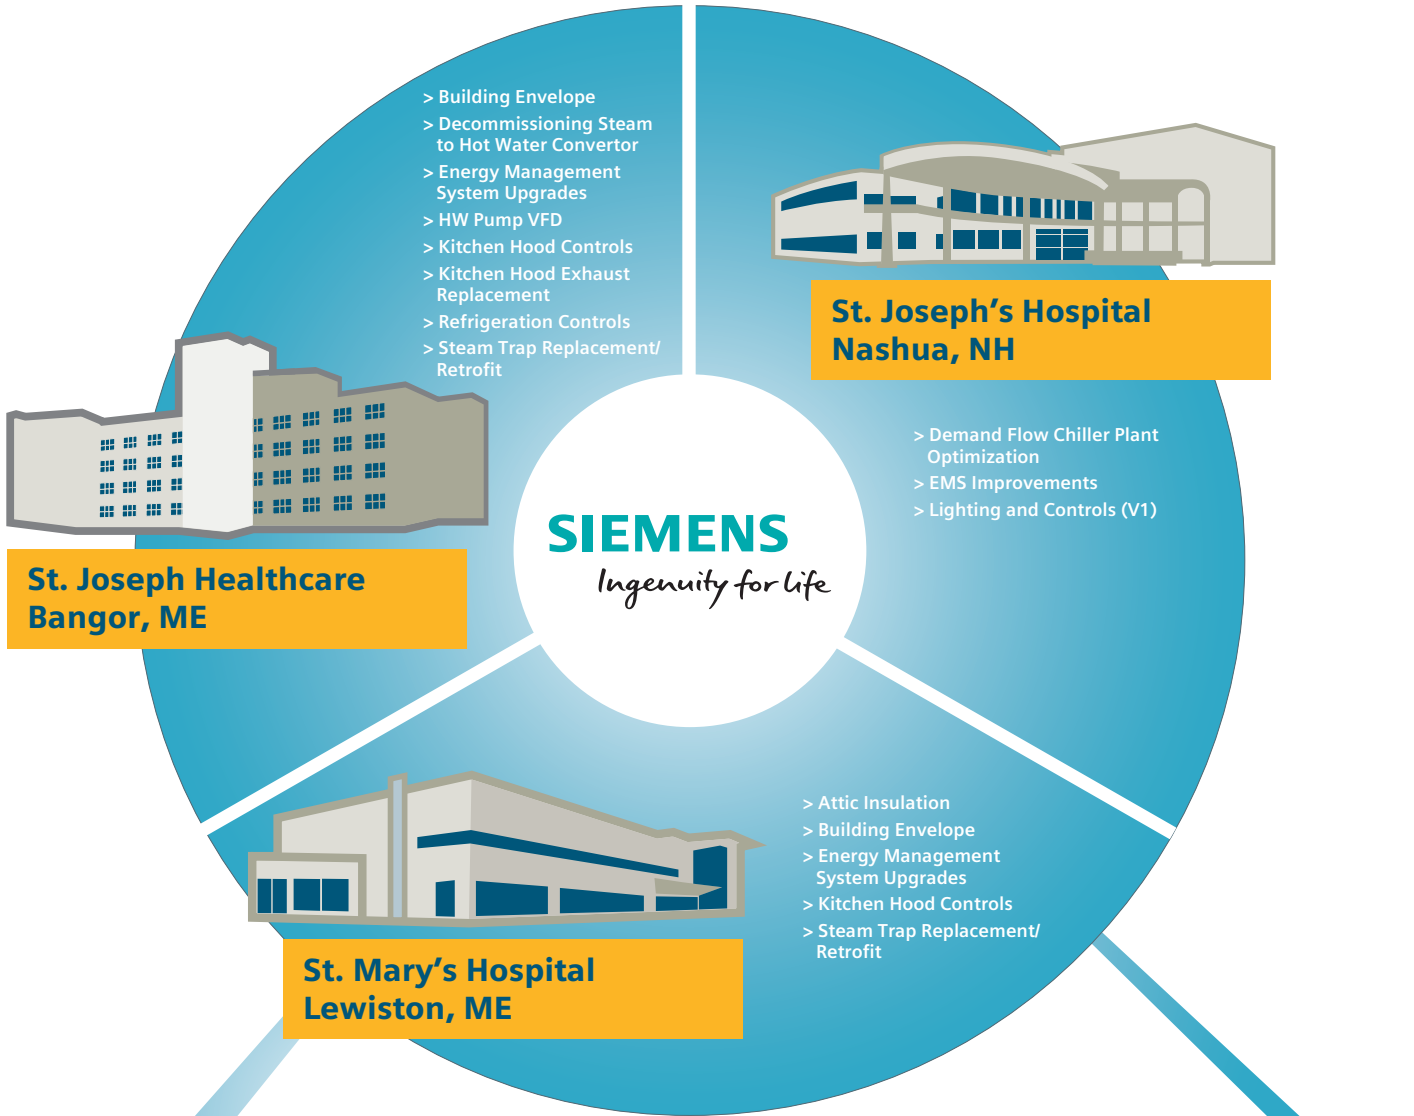 > Building Envelope
> Decommissioning Steam
to Hot Water Convertor
> Energy Management
System Upgrades
> HW Pump VFD
> Kitchen Hood Controls
> Kitchen Hood Exhaust
Replacement
> Refrigeration Controls
> Steam Trap Replacement/
Retrofit
St. Joseph Healthcare
Bangor, ME
St. Joseph’s Hospital
Nashua, NH
> Demand Flow Chiller Plant
Optimization
> EMS Improvements
> Lighting and Controls (V1)
SIEMENS
Ingenuity for life
> Attic Insulation
> Building Envelope
> Energy Management
System Upgrades
> Kitchen Hood Controls
> Steam Trap Replacement/
Retrofit
St. Mary’s Hospital
Lewiston, ME